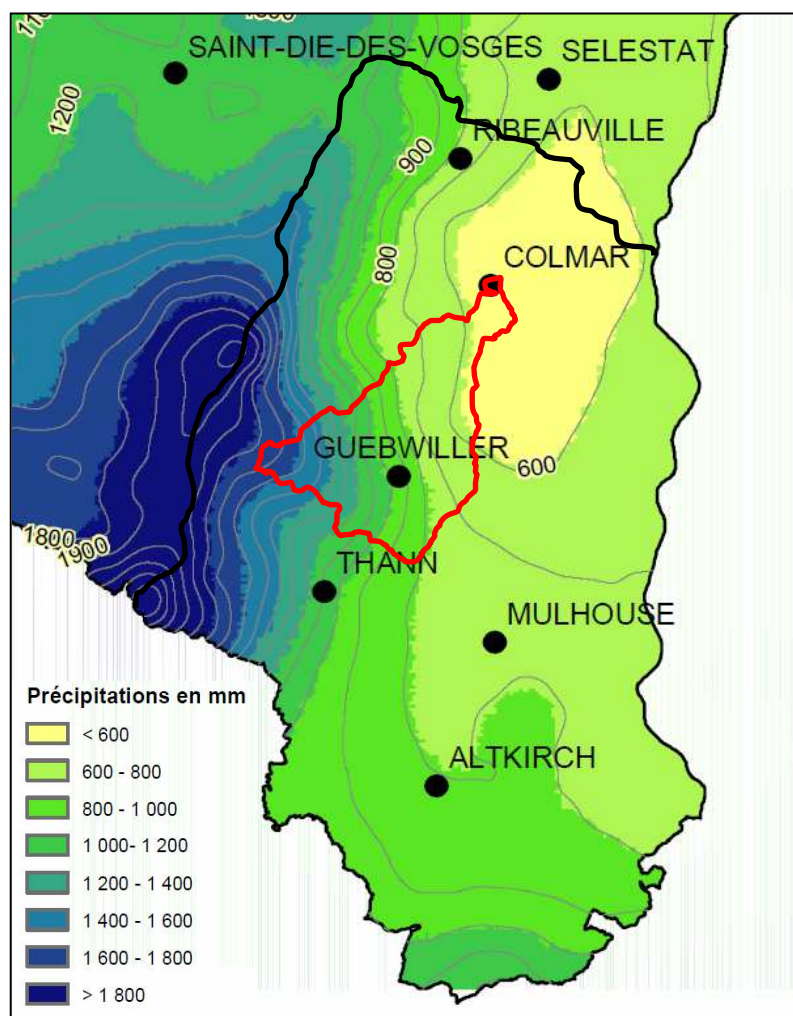 SAINT-DIE-DES-VOSGES
SELESTAT
1200
RIBEAUVILLE
900
800
COLMAR
GUEBWILLER
600
1800
1900
THANN
MULHOUSE
ALTKIRCH
Précipitations en mm
< 600
600 - 800
800 - 1 000
1 000- 1 200
1 200 - 1 400
1 400 - 1 600
1 600 - 1 800
> 1 800